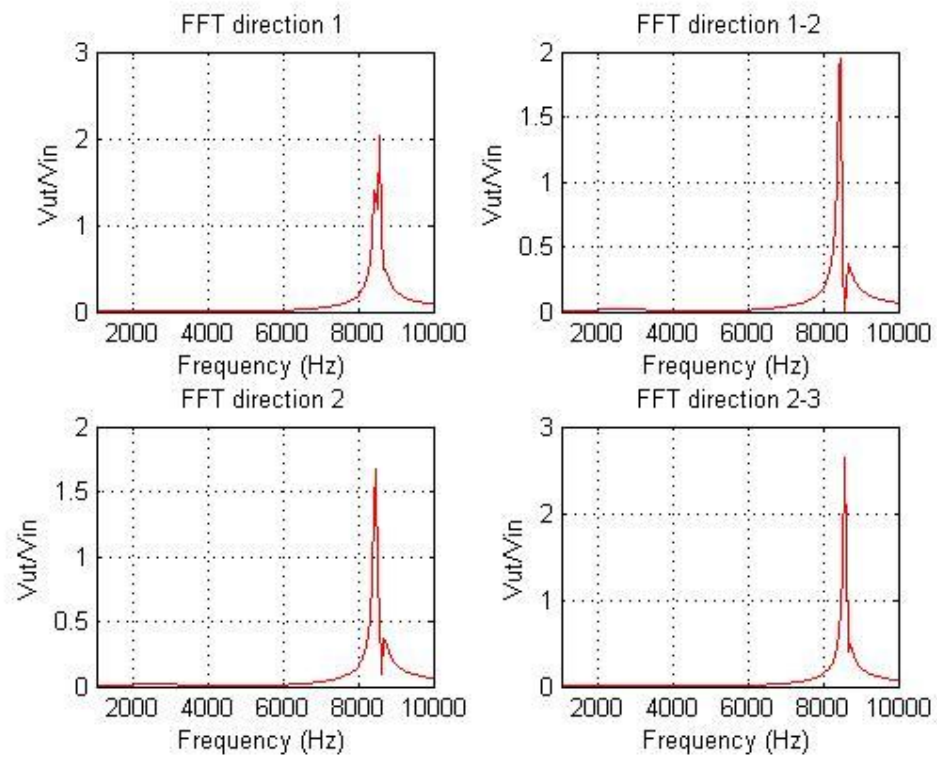 FFT direction 1
3
2
1
0
Vut/Vin
2000 4000 6000 8000 10000
Frequency (Hz)
FFT direction 1-2
2
1.5
1
0.5
0
Vut/Vin
2000 4000 6000 8000 10000
Frequency (Hz)
FFT direction 2
2
1.5
1
0.5
0
Vut/Vin
2000 4000 6000 8000 10000
Frequency (Hz)
FFT direction 2-3
3
2
1
0
Vut/Vin
2000 4000 6000 8000 10000
Frequency (Hz)